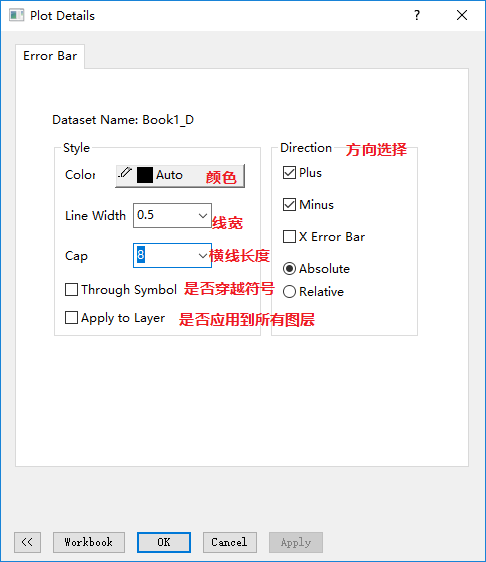 Plot Details
Error Bar
Dataset Name: Book1_D
Style
Color Auto 颜色
Line Width 0.5 线宽
Cap 8 横线长度
Through Symbol 是否穿越符号
Apply to Layer 是否应用到所有图层
Direction 方向选择
Plus
Minus
X Error Bar
Absolute
Relative
<< Workbook OK Cancel Apply